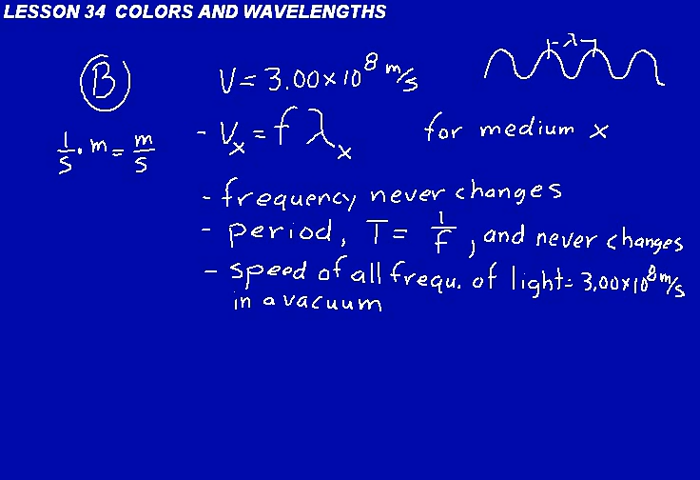 LESSON 34 COLORS AND WAVELENGTHS
λ
B
V = 3.00×10⁸ m/s
1/s · m = m/s
- Vₓ = f λₓ for medium x
- frequency never changes
- period, T = 1/f, and never changes
- speed of all frequ. of light = 3.00×10⁸ m/s
in a vacuum